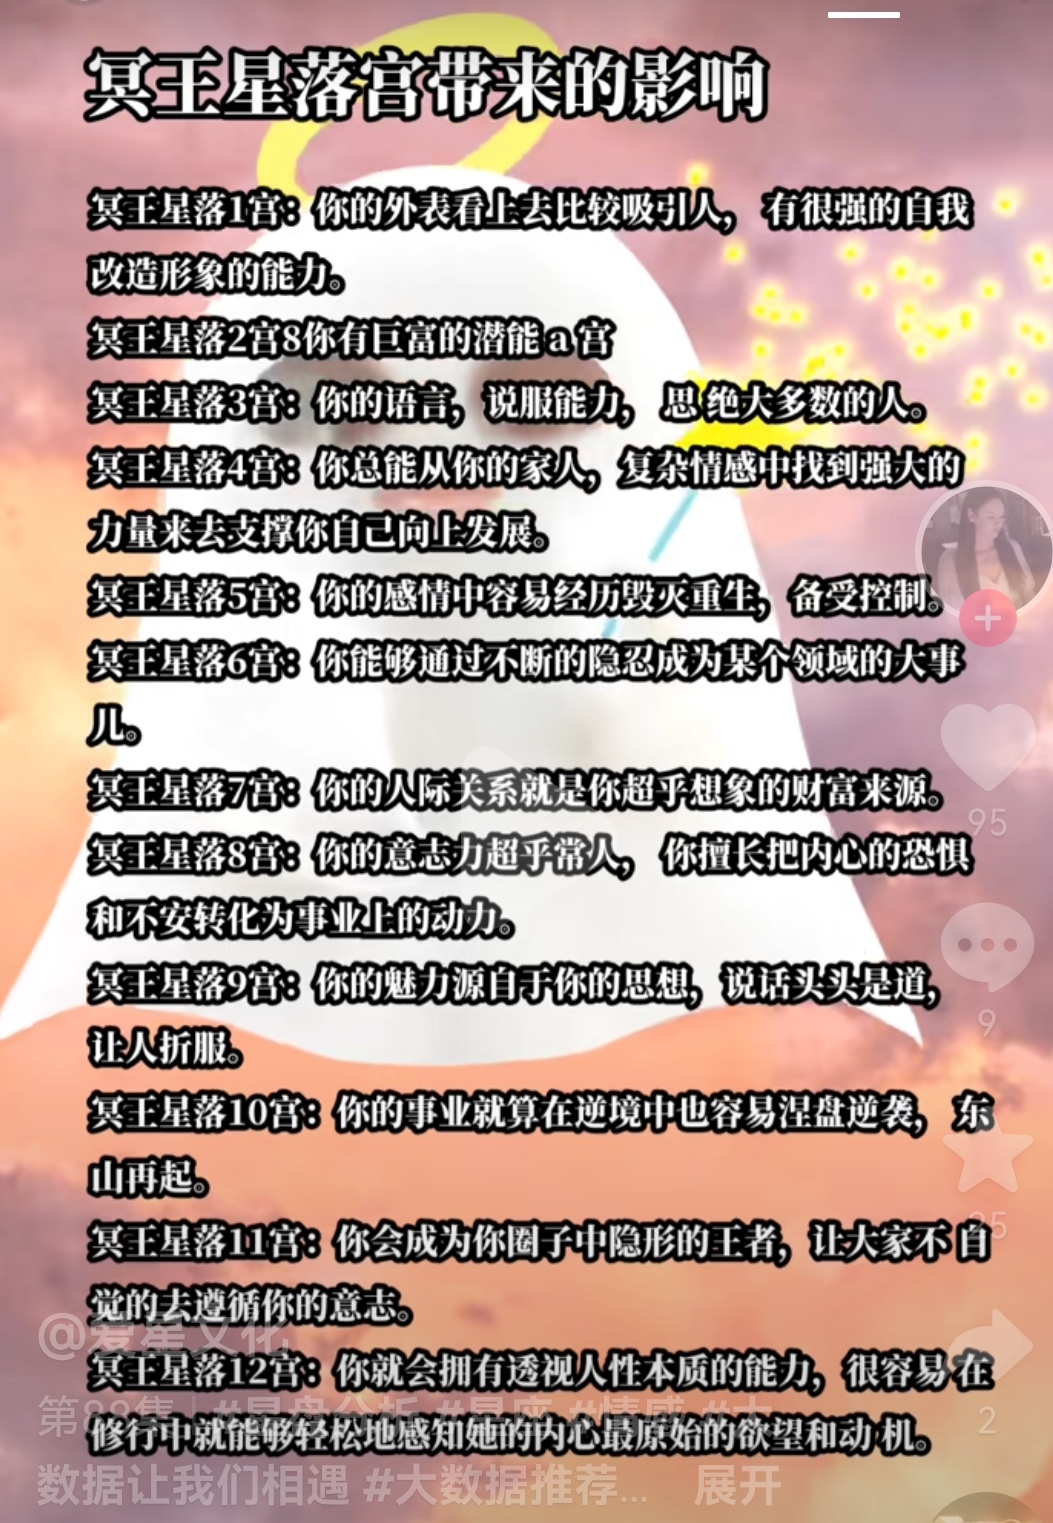 冥王星落宫带来的影响
冥王星落1宫：你的外表看上去比较吸引人， 有很强的自我
改造形象的能力。
冥王星落2宫8你有巨富的潜能 a 宫
冥王星落3宫：你的语言，说服能力， 思 绝大多数的人。
冥王星落4宫：你总能从你的家人，复杂情感中找到强大的
力量来去支撑你自己向上发展。
冥王星落5宫：你的感情中容易经历毁灭重生，备受控制。
冥王星落6宫：你能够通过不断的隐忍成为某个领域的大事
儿。
冥王星落7宫：你的人际关系就是你超乎想象的财富来源。
95
冥王星落8宫：你的意志力超乎常人， 你擅长把内心的恐惧
和不安转化为事业上的动力。
冥王星落9宫：你的魅力源自于你的思想，说话头头是道，
9
让人折服。
冥王星落10宫：你的事业就算在逆境中也容易涅盘逆袭， 东
山再起。
冥王星落11宫：你会成为你圈子中隐形的王者，让大家不 自
觉的去遵循你的意志。
@爱星文化
冥王星落12宫：你就会拥有透视人性本质的能力，很容易 在
第88集 | #星盘分析 #星座 #情感 #大
2
修行中就能够轻松地感知她的内心最原始的欲望和动 机。
数据让我们相遇 #大数据推荐... 展开